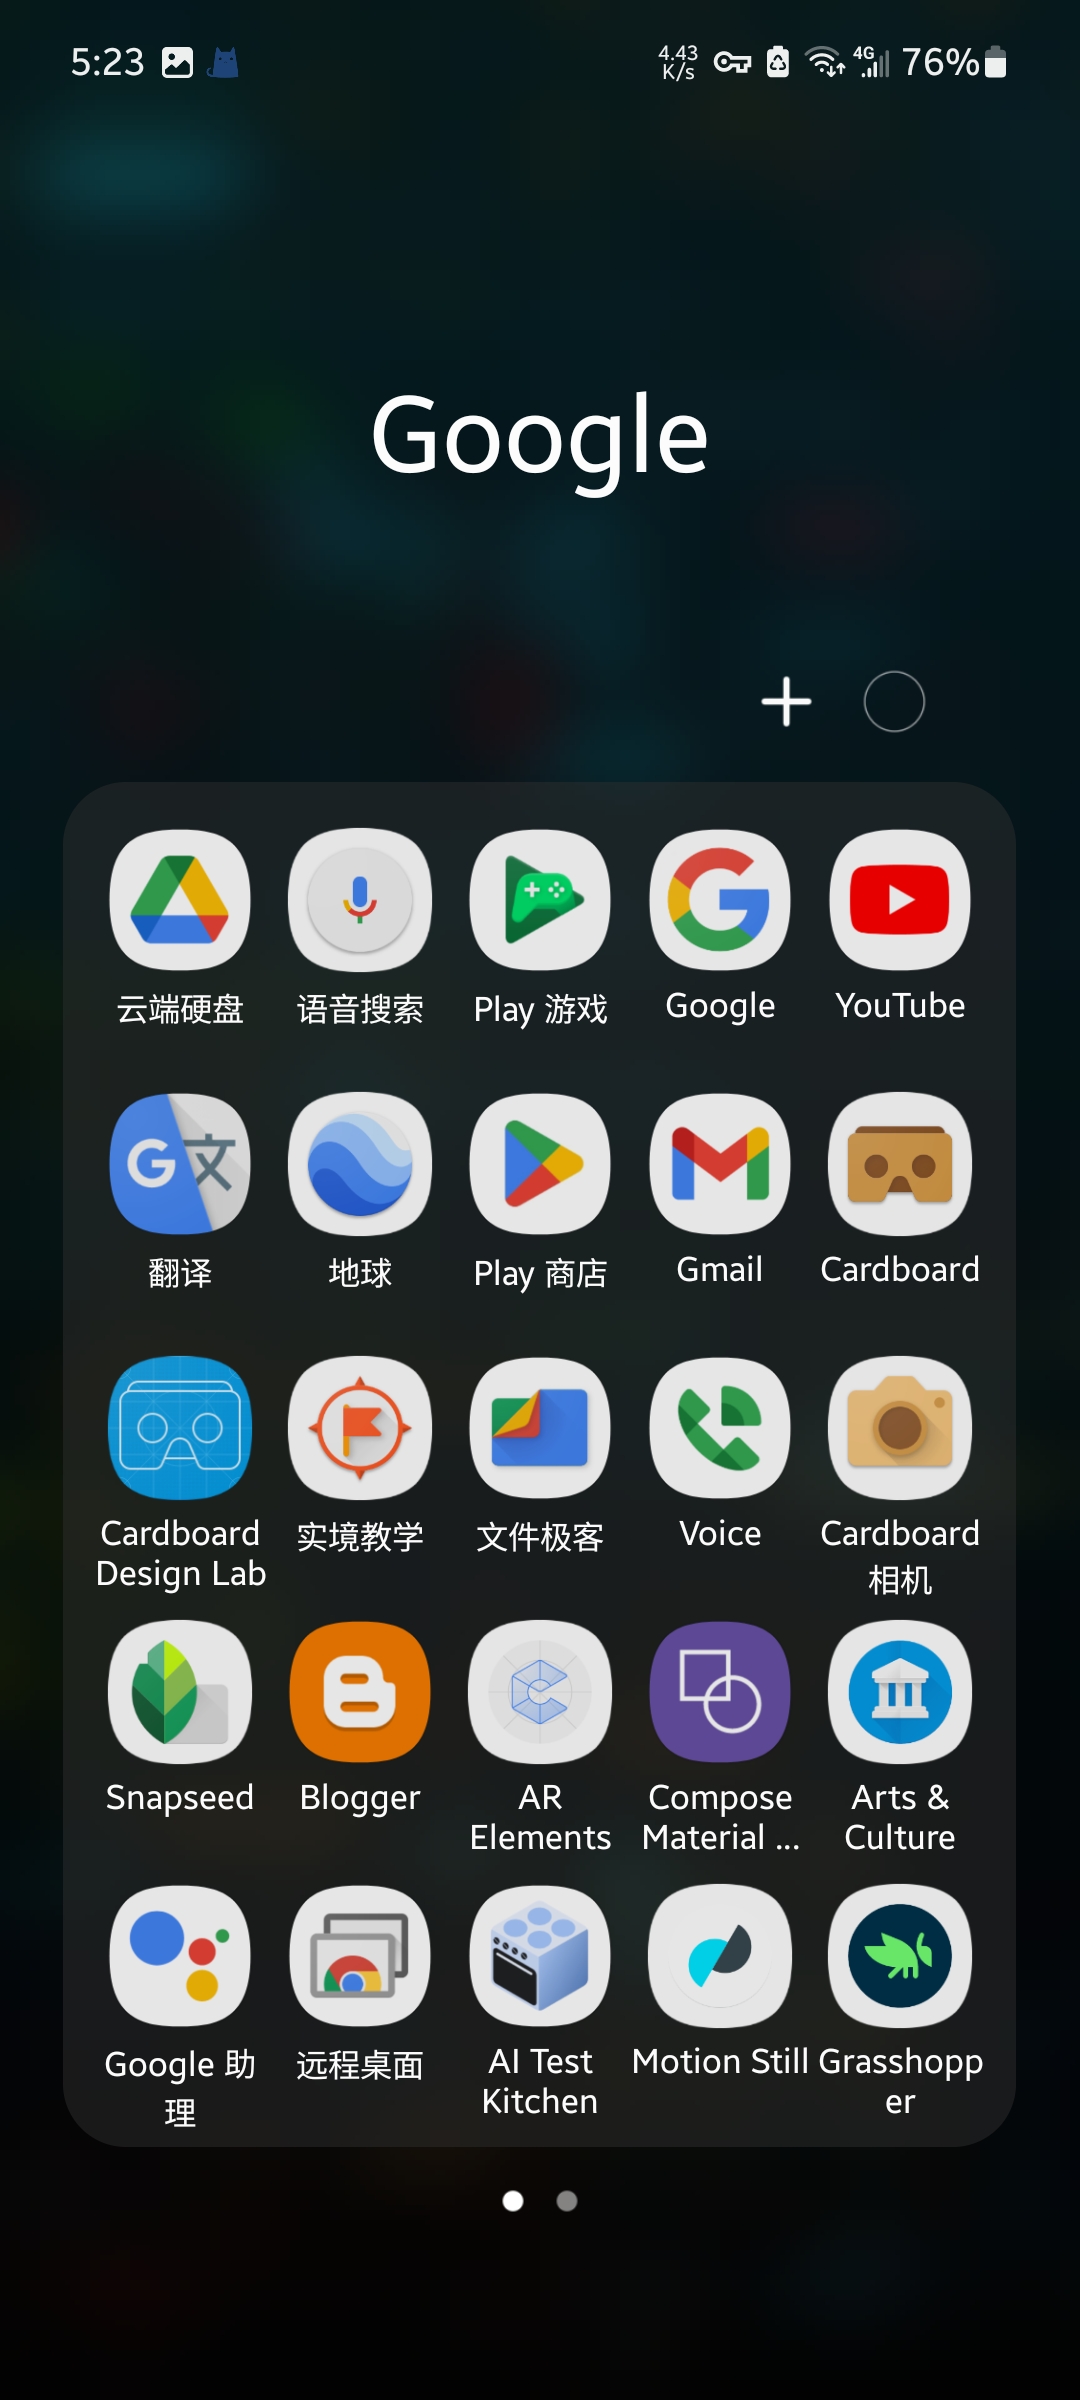 5:23
4.43
K/s
4G
76%
Google
云端硬盘
语音搜索
Play 游戏
Google
YouTube
翻译
地球
Play 商店
Gmail
Cardboard
Cardboard
Design Lab
实境教学
文件极客
Voice
Cardboard
相机
Snapseed
Blogger
AR
Elements
Compose
Material ...
Arts &
Culture
Google 助
理
远程桌面
AI Test
Kitchen
Motion Still
Grasshopp
er